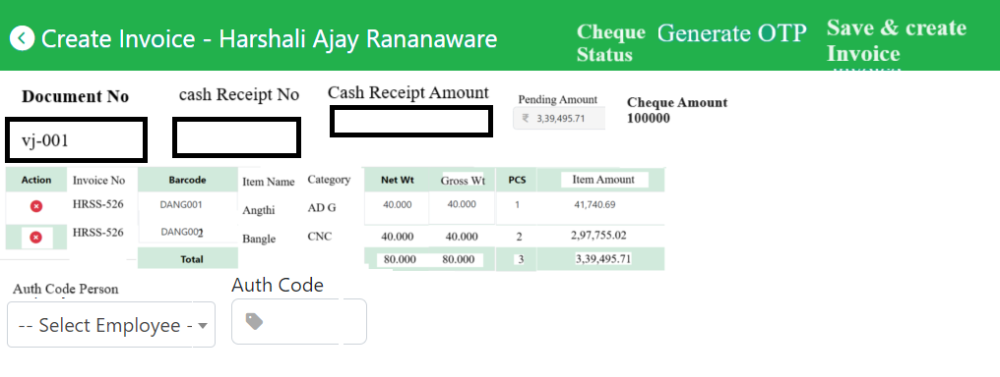 Create Invoice - Harshali Ajay Rananaware
Cheque Status
Generate OTP
Save & create Invoice
Document No
cash Receipt No
Cash Receipt Amount
Pending Amount
Cheque Amount
vj-001
₹ 3,39,495.71
100000
Action Invoice No Barcode Item Name Category Net Wt Gross Wt PCS Item Amount
HRSS-526 DANG001 Angthi AD G 40.000 40.000 1 41,740.69
HRSS-526 DANG002 Bangle CNC 40.000 40.000 2 2,97,755.02
Total 80.000 80.000 3 3,39,495.71
Auth Code Person
Auth Code
-- Select Employee -